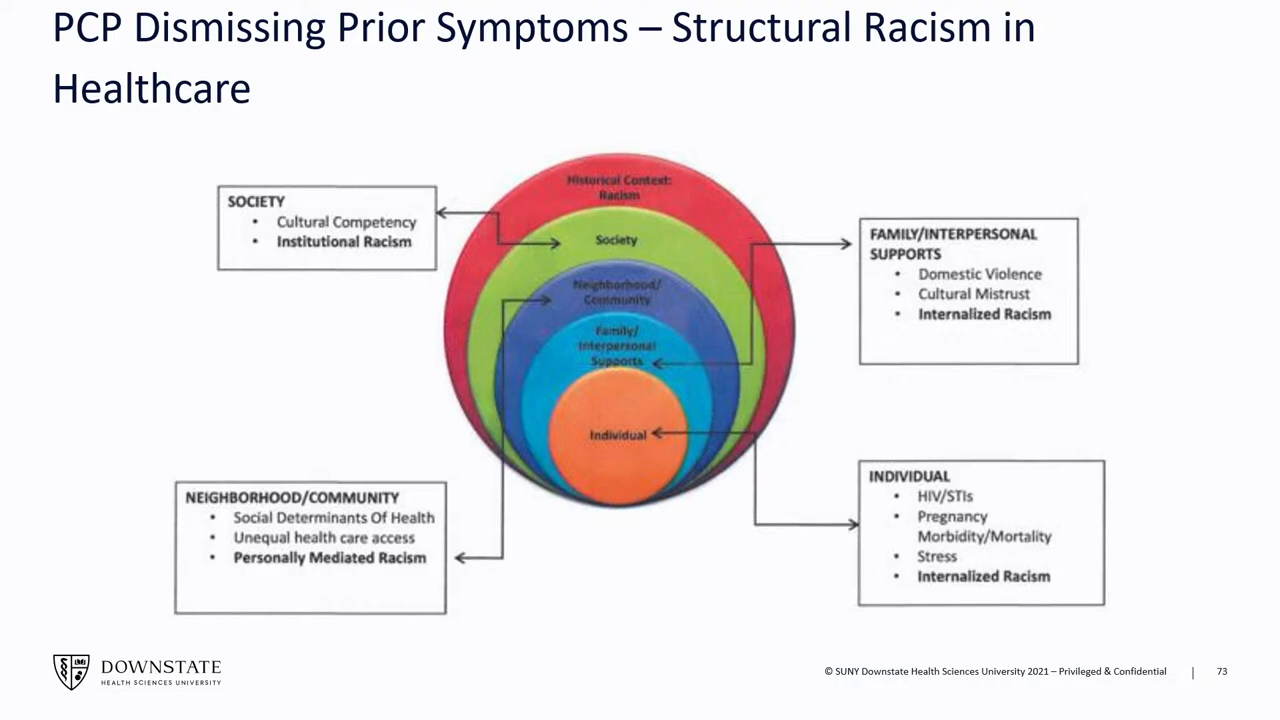 PCP Dismissing Prior Symptoms – Structural Racism in
Healthcare
Historical Context:
Racism
Society
Neighborhood/
Community
Family/
Interpersonal
Supports
Individual
SOCIETY
• Cultural Competency
• Institutional Racism
FAMILY/INTERPERSONAL
SUPPORTS
• Domestic Violence
• Cultural Mistrust
• Internalized Racism
NEIGHBORHOOD/COMMUNITY
• Social Determinants Of Health
• Unequal health care access
• Personally Mediated Racism
INDIVIDUAL
• HIV/STIs
• Pregnancy
Morbidity/Mortality
• Stress
• Internalized Racism
DOWNSTATE
HEALTH SCIENCES UNIVERSITY
© SUNY Downstate Health Sciences University 2021 – Privileged & Confidential | 73